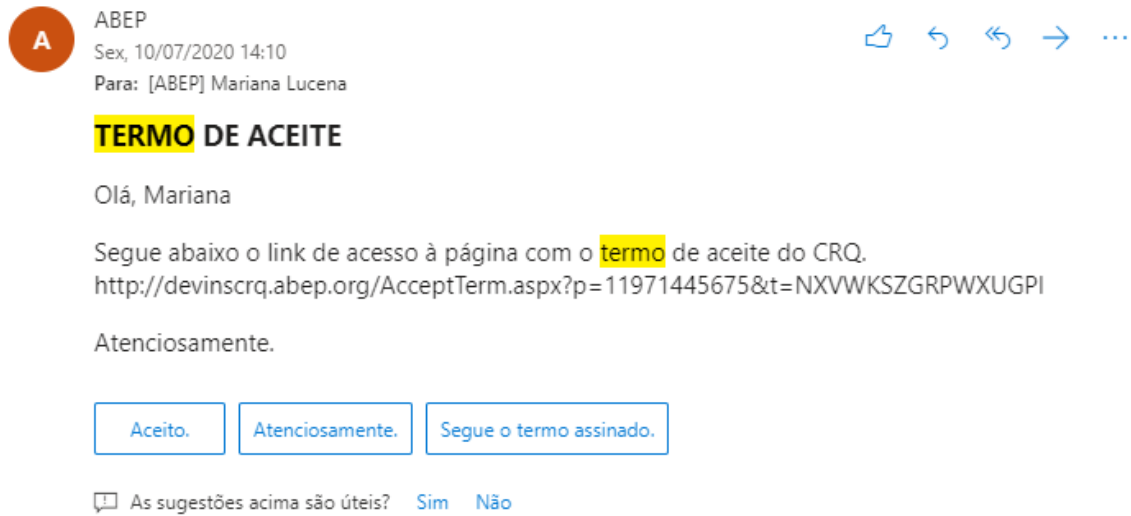 A
ABEP
Sex, 10/07/2020 14:10
Para: [ABEP] Mariana Lucena
TERMO DE ACEITE
Olá, Mariana
Segue abaixo o link de acesso à página com o termo de aceite do CRQ.
http://devinscrq.abep.org/AcceptTerm.aspx?p=11971445675&t=NXVWKSZGRPWXUGPI
Atenciosamente.
Aceito. Atenciosamente. Segue o termo assinado.
As sugestões acima são úteis? Sim Não